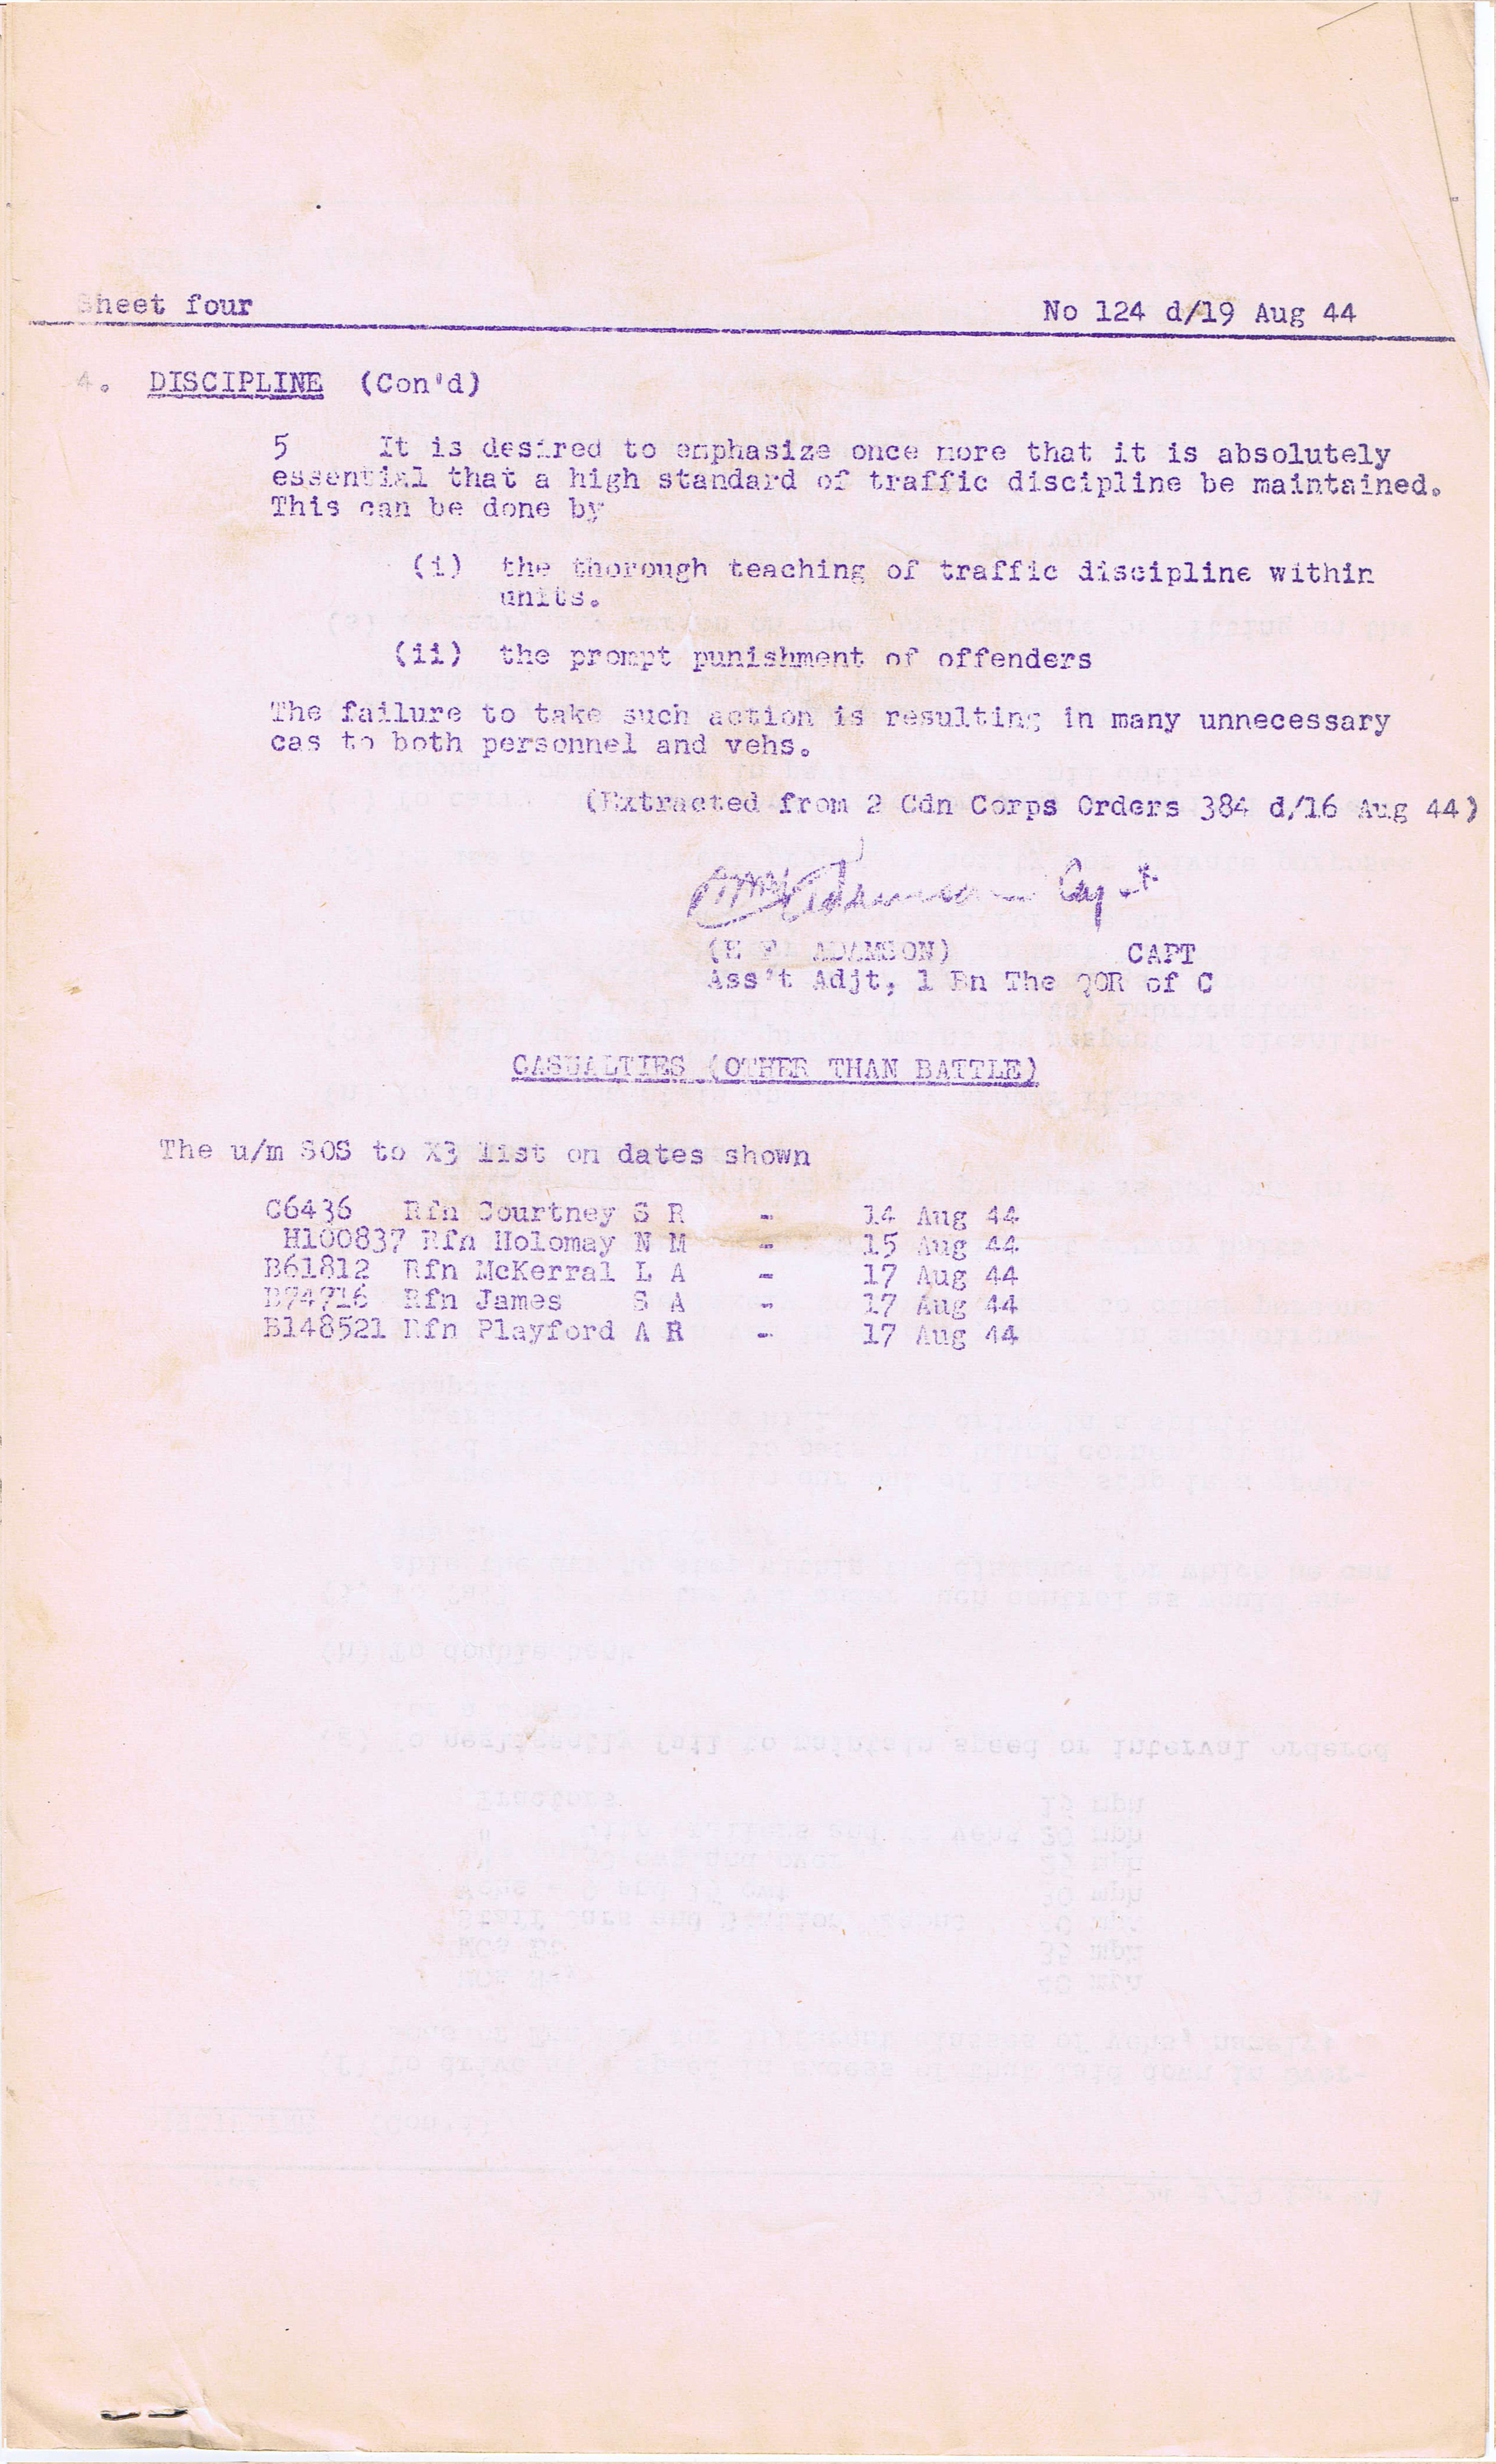 Sheet four No 124 d/19 Aug 44
4. DISCIPLINE (Con'd)
5 It is desired to emphasize once more that it is absolutely
essential that a high standard of traffic discipline be maintained.
This can be done by
(i) the thorough teaching of traffic discipline within
units.
(ii) the prompt punishment of offenders
The failure to take such action is resulting in many unnecessary
cas to both personnel and vehs.
(Extracted from 2 Cdn Corps Orders 384 d/16 Aug 44)
Adamson Capt
(E F ADAMSON) CAPT
Ass't Adjt, 1 Bn The QOR of C
CASUALTIES (OTHER THAN BATTLE)
The u/m SOS to X3 list on dates shown
C6436 Rfn Courtney S R - 14 Aug 44
H100837 Rfn Holomay N M - 15 Aug 44
B61812 Rfn McKerral L A - 17 Aug 44
Rfn James S A - 17 Aug 44
B148521 Rfn Playford A R - 17 Aug 44